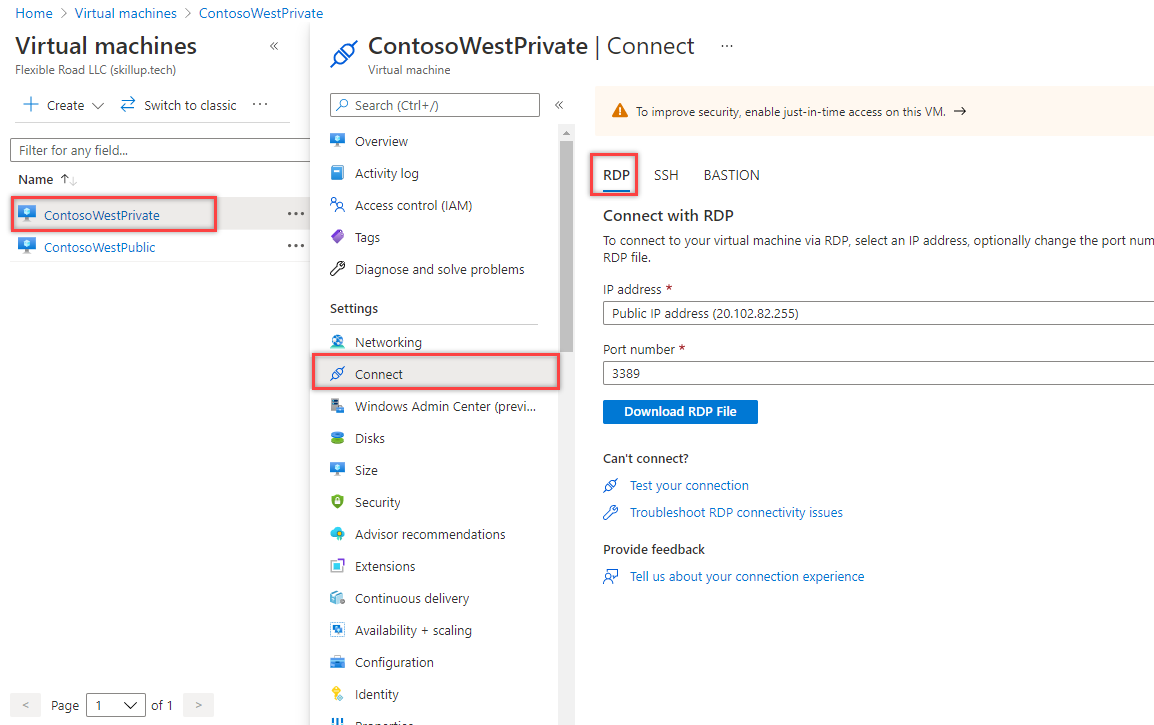 Home > Virtual machines > ContosoWestPrivate
Virtual machines «
Flexible Road LLC (skillup.tech)
+ Create Switch to classic ...
Filter for any field...
Name ↑↓
ContosoWestPrivate ...
ContosoWestPublic ...
< Page 1 of 1 >
ContosoWestPrivate | Connect ...
Virtual machine
Search (Ctrl+/) «
Overview
Activity log
Access control (IAM)
Tags
Diagnose and solve problems
Settings
Networking
Connect
Windows Admin Center (previ...
Disks
Size
Security
Advisor recommendations
Extensions
Continuous delivery
Availability + scaling
Configuration
Identity
Properties
To improve security, enable just-in-time access on this VM. →
RDP SSH BASTION
Connect with RDP
To connect to your virtual machine via RDP, select an IP address, optionally change the port num
RDP file.
IP address *
Public IP address (20.102.82.255)
Port number *
3389
Download RDP File
Can't connect?
Test your connection
Troubleshoot RDP connectivity issues
Provide feedback
Tell us about your connection experience